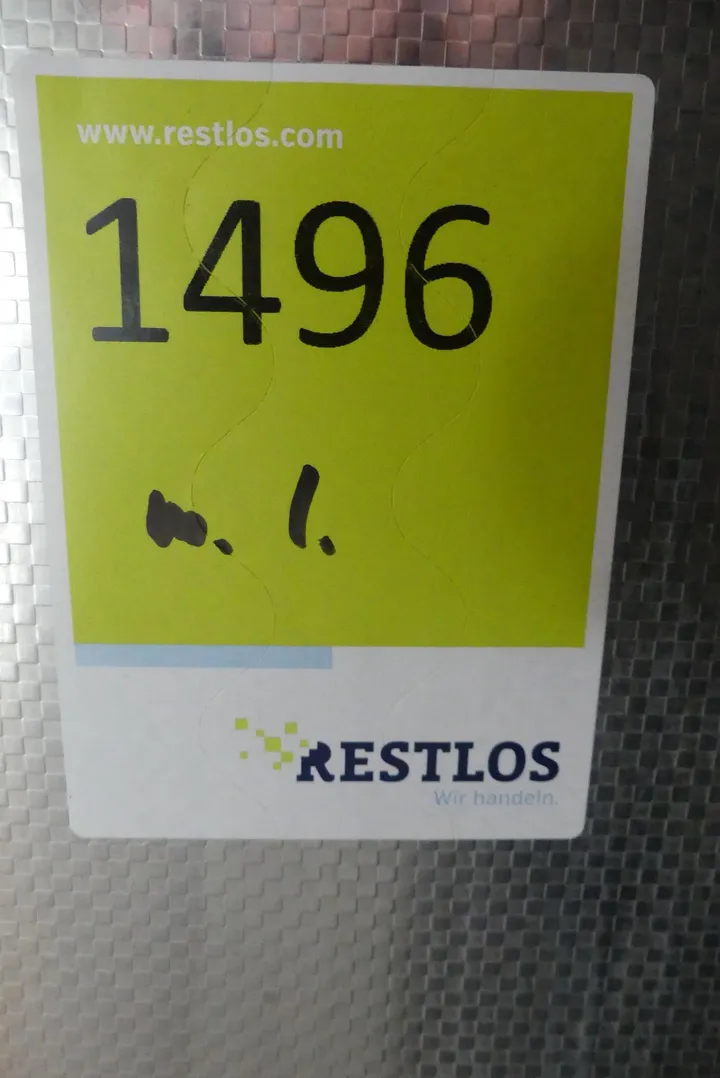 www.restlos.com
1496
m. l.
RESTLOS
Wir handeln.